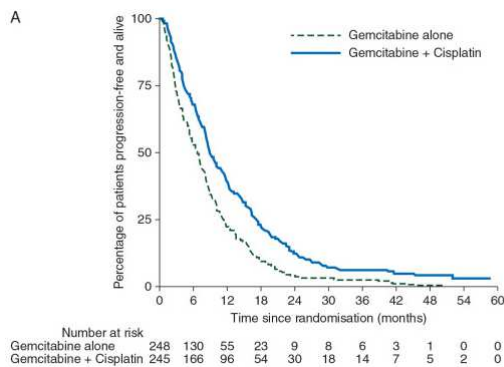 A
Gemcitabine alone
Gemcitabine + Cisplatin
Percentage of patients progression-free and alive
100
75
50
25
0
0 6 12 18 24 30 36 42 48 54 60
Time since randomisation (months)
Number at risk
Gemcitabine alone 248 130 55 23 9 8 6 3 1 0 0
Gemcitabine + Cisplatin 245 166 96 54 30 18 14 7 5 2 0